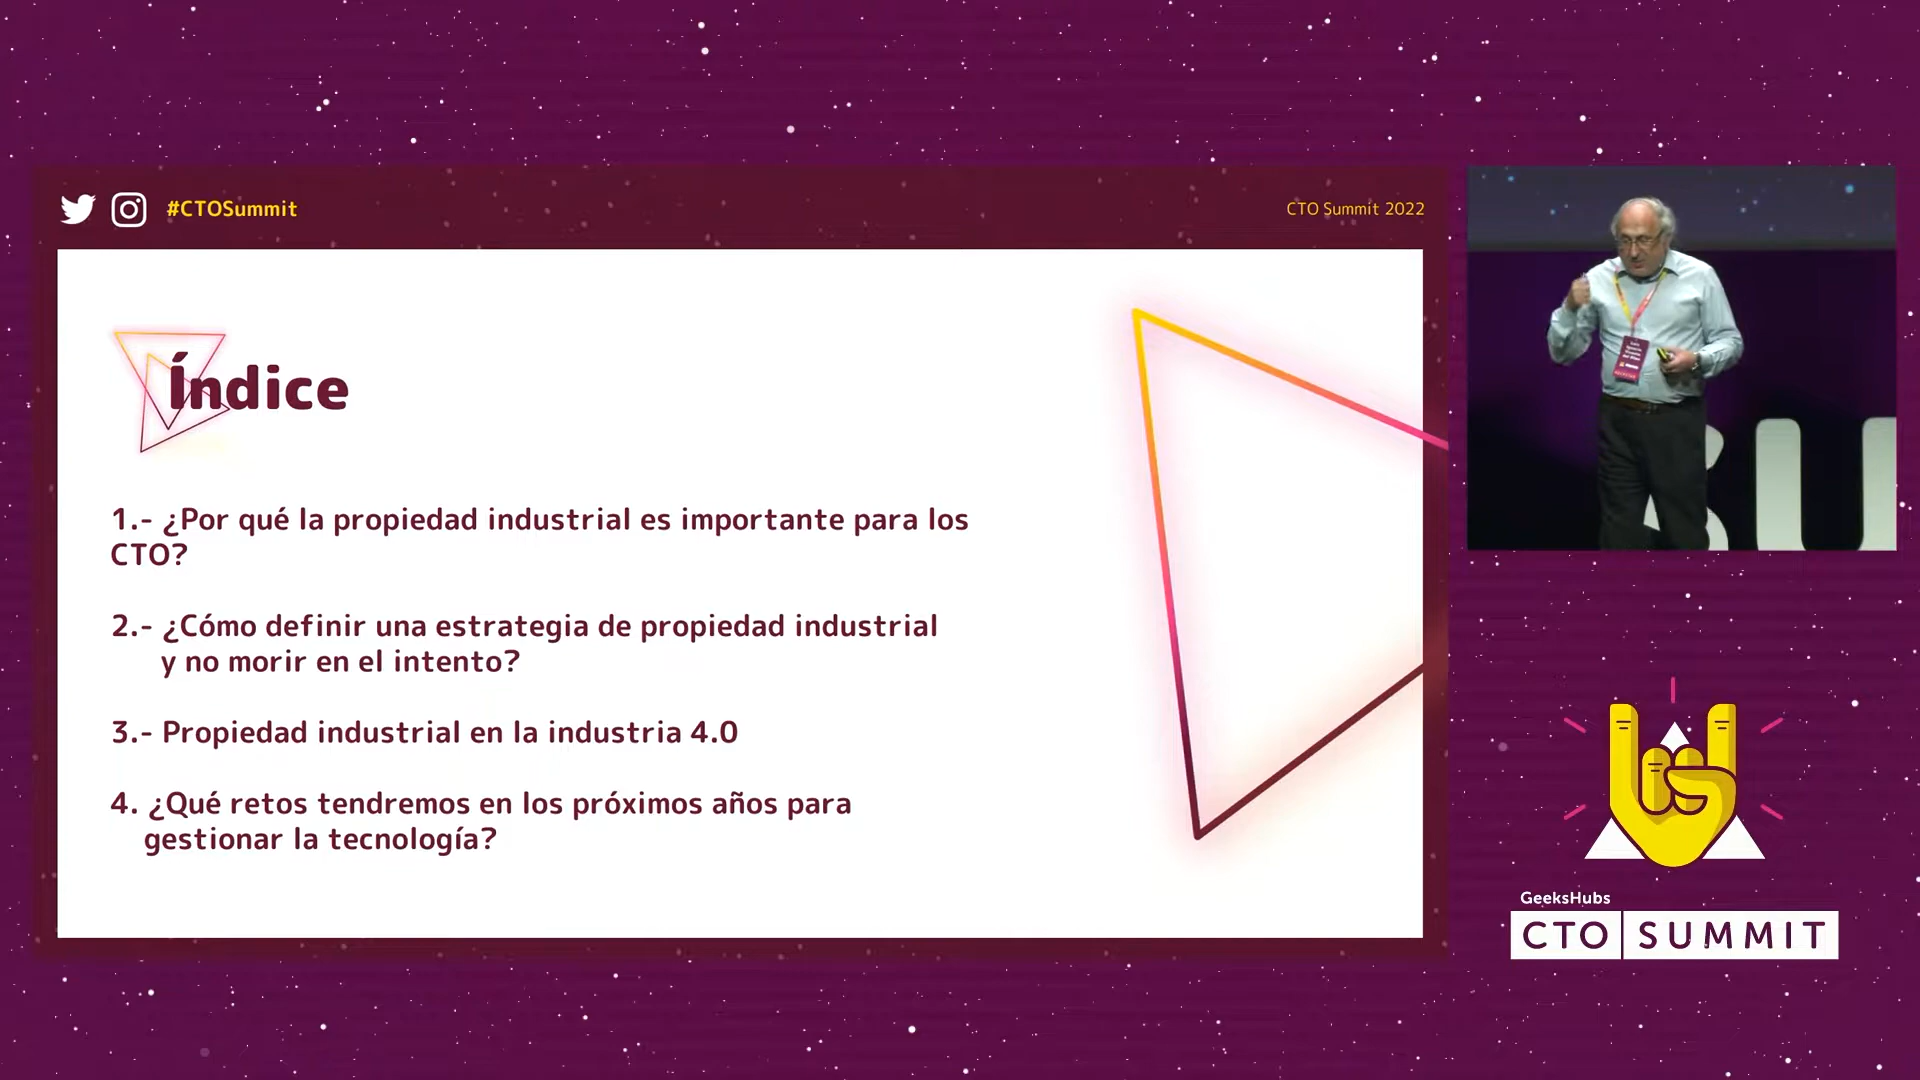 #CTOSummit
CTO Summit 2022
Índice
1.- ¿Por qué la propiedad industrial es importante para los
CTO?
2.- ¿Cómo definir una estrategia de propiedad industrial
y no morir en el intento?
3.- Propiedad industrial en la industria 4.0
4. ¿Qué retos tendremos en los próximos años para
gestionar la tecnología?
SU
GeeksHubs
CTO SUMMIT